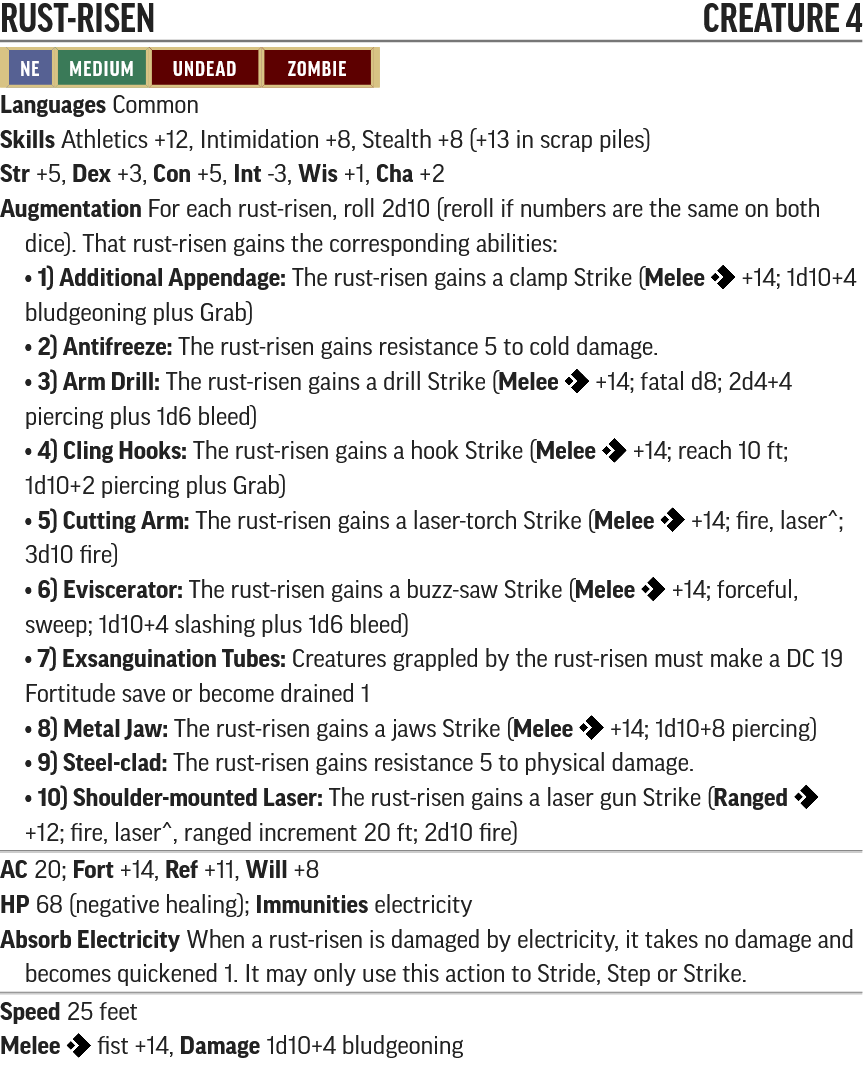 RUST-RISEN CREATURE 4
NE MEDIUM UNDEAD ZOMBIE
Languages Common
Skills Athletics +12, Intimidation +8, Stealth +8 (+13 in scrap piles)
Str +5, Dex +3, Con +5, Int -3, Wis +1, Cha +2
Augmentation For each rust-risen, roll 2d10 (reroll if numbers are the same on both
dice). That rust-risen gains the corresponding abilities:
• 1) Additional Appendage: The rust-risen gains a clamp Strike (Melee +14; 1d10+4
bludgeoning plus Grab)
• 2) Antifreeze: The rust-risen gains resistance 5 to cold damage.
• 3) Arm Drill: The rust-risen gains a drill Strike (Melee +14; fatal d8; 2d4+4
piercing plus 1d6 bleed)
• 4) Cling Hooks: The rust-risen gains a hook Strike (Melee +14; reach 10 ft;
1d10+2 piercing plus Grab)
• 5) Cutting Arm: The rust-risen gains a laser-torch Strike (Melee +14; fire, laser^;
3d10 fire)
• 6) Eviscerator: The rust-risen gains a buzz-saw Strike (Melee +14; forceful,
sweep; 1d10+4 slashing plus 1d6 bleed)
• 7) Exsanguination Tubes: Creatures grappled by the rust-risen must make a DC 19
Fortitude save or become drained 1
• 8) Metal Jaw: The rust-risen gains a jaws Strike (Melee +14; 1d10+8 piercing)
• 9) Steel-clad: The rust-risen gains resistance 5 to physical damage.
• 10) Shoulder-mounted Laser: The rust-risen gains a laser gun Strike (Ranged
+12; fire, laser^, ranged increment 20 ft; 2d10 fire)
AC 20; Fort +14, Ref +11, Will +8
HP 68 (negative healing); Immunities electricity
Absorb Electricity When a rust-risen is damaged by electricity, it takes no damage and
becomes quickened 1. It may only use this action to Stride, Step or Strike.
Speed 25 feet
Melee fist +14, Damage 1d10+4 bludgeoning